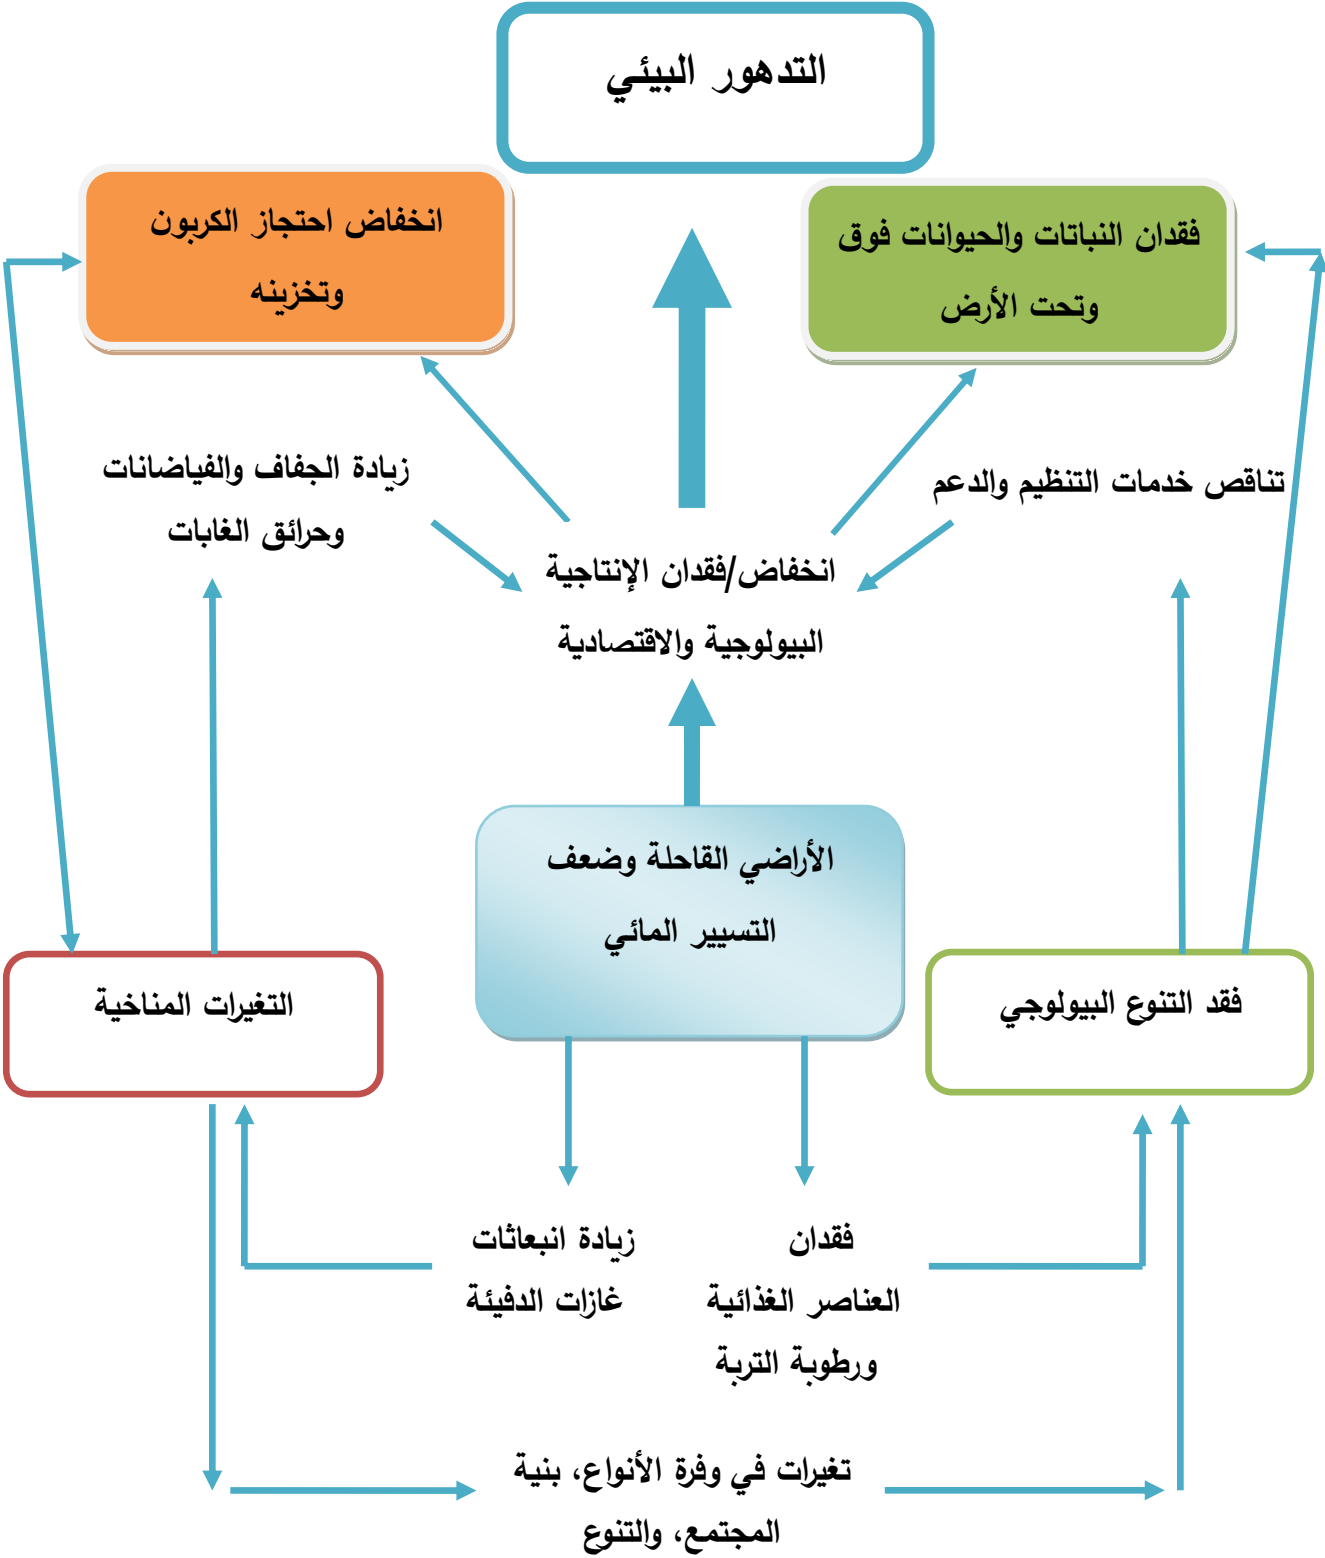 التدهور البيئي
فقدان النباتات والحيوانات فوق
وتحت الأرض
انخفاض احتجاز الكربون
وتخزينه
تناقص خدمات التنظيم والدعم
زيادة الجفاف والفياضانات
وحرائق الغابات
انخفاض/فقدان الإنتاجية
البيولوجية والاقتصادية
الأراضي القاحلة وضعف
التسيير المائي
فقد التنوع البيولوجي
التغيرات المناخية
فقدان
العناصر الغذائية
ورطوبة التربة
زيادة انبعاثات
غازات الدفيئة
تغيرات في وفرة الأنواع، بنية
المجتمع، والتنوع